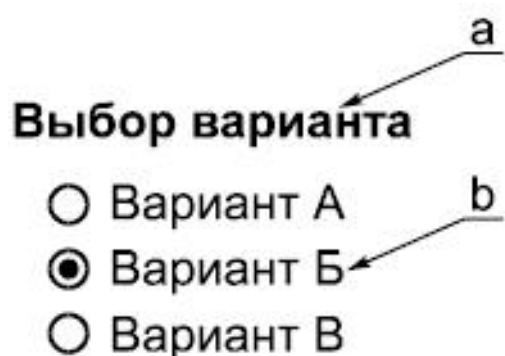 a
Выбор варианта
Вариант А
b
Вариант Б
Вариант В